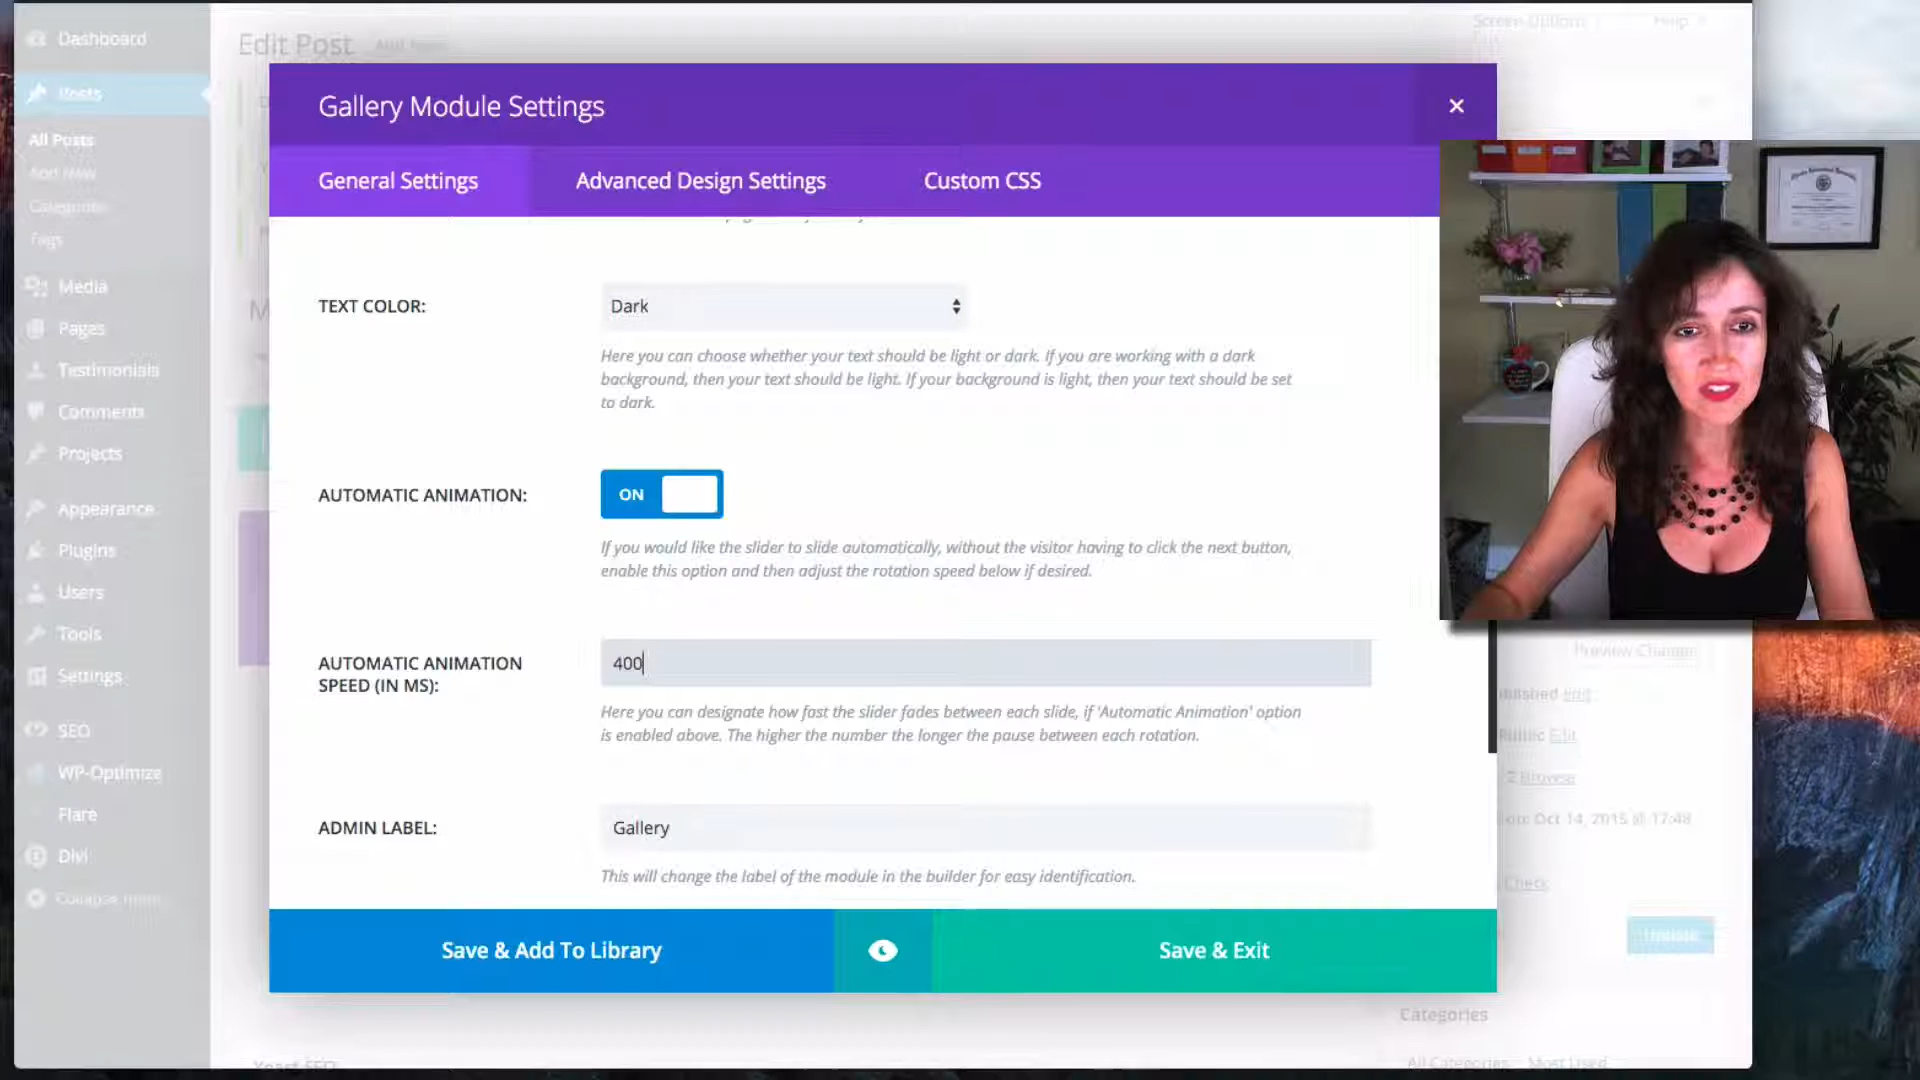 Dashboard
Posts
All Posts
Add New
Categories
Tags
Media
Pages
Testimonials
Comments
Projects
Appearance
Plugins
Users
Tools
Settings
SEO
WP-Optimize
Flare
Divi
Collapse menu
Edit Post
Add New
Screen Options
Help
Gallery Module Settings
General Settings
Advanced Design Settings
Custom CSS
TEXT COLOR:
Dark
Here you can choose whether your text should be light or dark. If you are working with a dark
background, then your text should be light. If your background is light, then your text should be set
to dark.
AUTOMATIC ANIMATION:
ON
If you would like the slider to slide automatically, without the visitor having to click the next button,
enable this option and then adjust the rotation speed below if desired.
AUTOMATIC ANIMATION
SPEED (IN MS):
400
Here you can designate how fast the slider fades between each slide, if 'Automatic Animation' option
is enabled above. The higher the number the longer the pause between each rotation.
ADMIN LABEL:
Gallery
This will change the label of the module in the builder for easy identification.
Save & Add To Library
Save & Exit
Preview Changes
Edit
Public Edit
2 Browse
on: Oct 14, 2015 @ 17:48
Check
Update
Categories
All Categories
Most Used
Yoast SEO